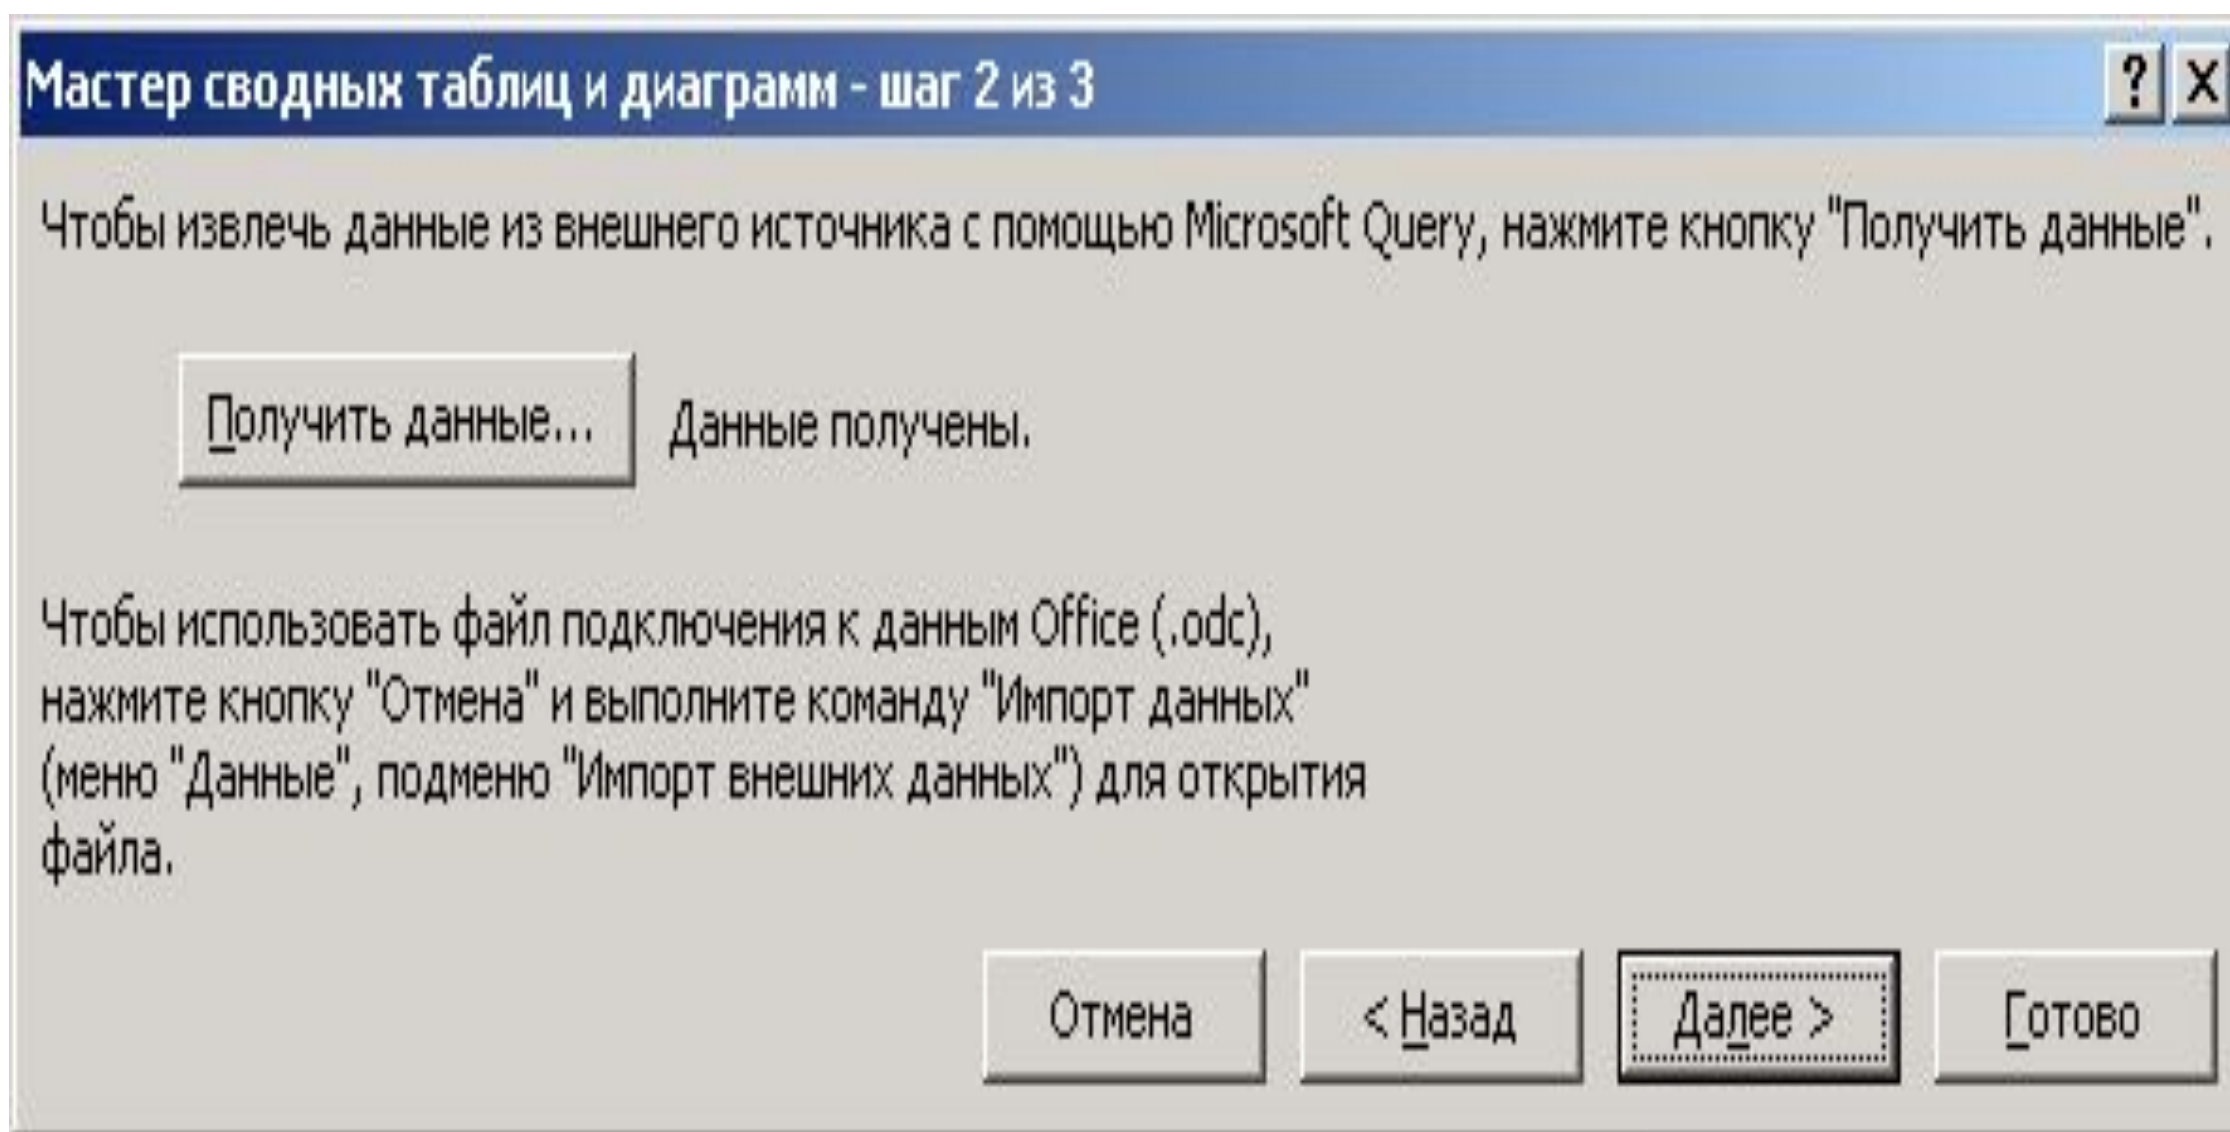 Мастер сводных таблиц и диаграмм - шаг 2 из 3
? X
Чтобы извлечь данные из внешнего источника с помощью Microsoft Query, нажмите кнопку "Получить данные".
Получить данные... Данные получены.
Чтобы использовать файл подключения к данным Office (.odc),
нажмите кнопку "Отмена" и выполните команду "Импорт данных"
(меню "Данные", подменю "Импорт внешних данных") для открытия
файла.
Отмена < Назад Далее > Готово